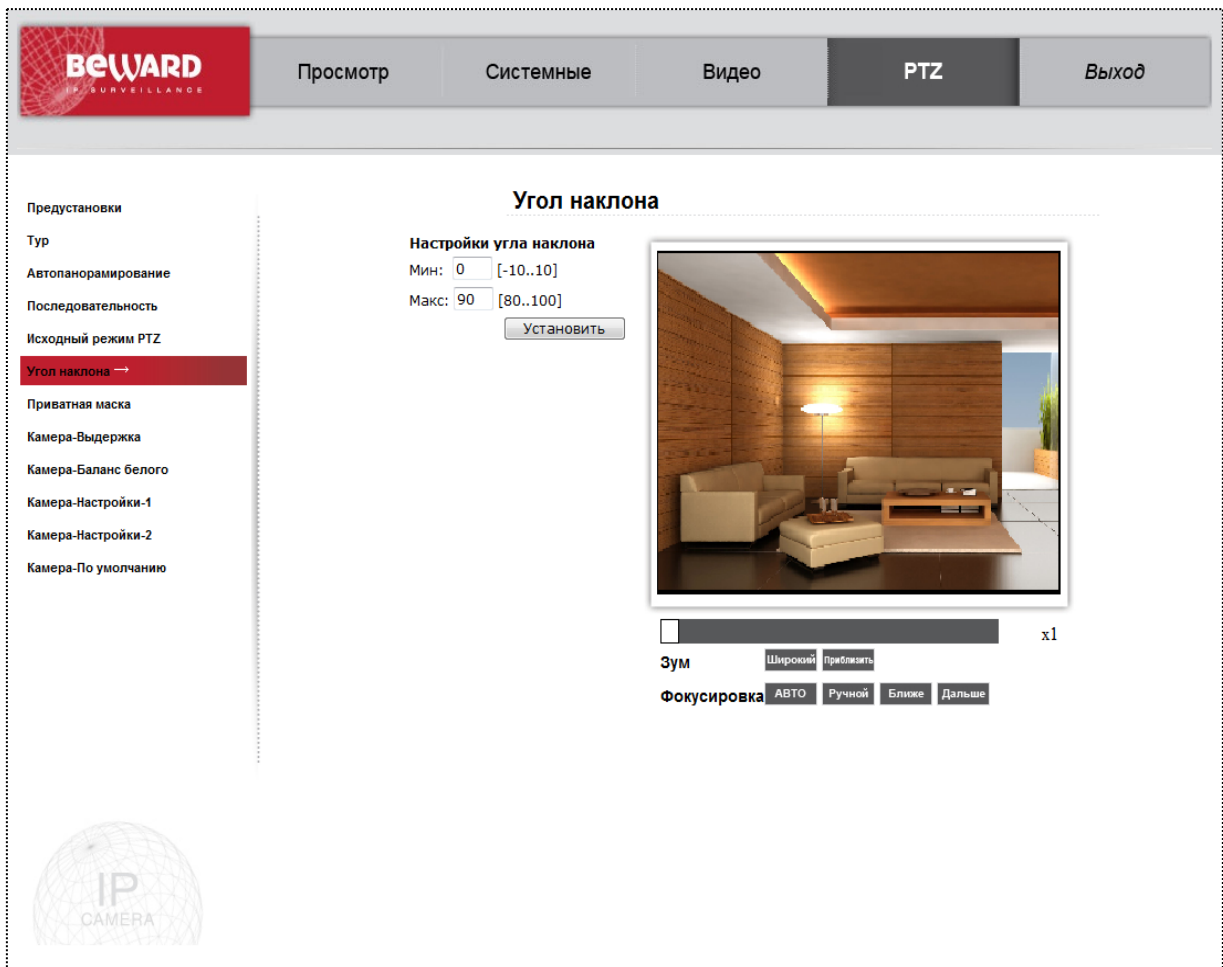 BEWARD
IP SURVEILLANCE
Просмотр
Системные
Видео
PTZ
Выход
Предустановки
Тур
Автопанорамирование
Последовательность
Исходный режим PTZ
Угол наклона →
Приватная маска
Камера-Выдержка
Камера-Баланс белого
Камера-Настройки-1
Камера-Настройки-2
Камера-По умолчанию
Угол наклона
Настройки угла наклона
Мин: 0 [-10..10]
Макс: 90 [80..100]
Установить
x1
Зум Широкий Приблизить
Фокусировка АВТО Ручной Ближе Дальше
IP
CAMERA